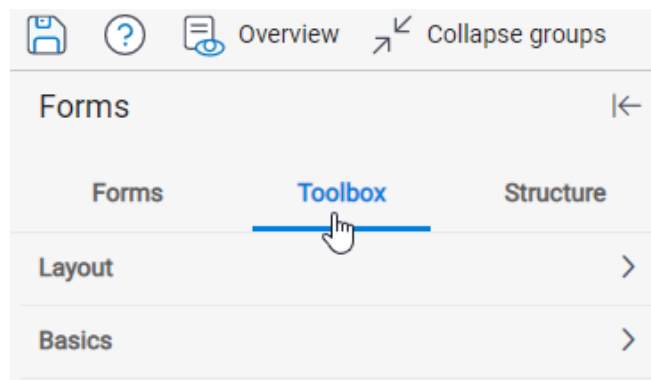 Overview Collapse groups
Forms
Forms Toolbox Structure
Layout
Basics